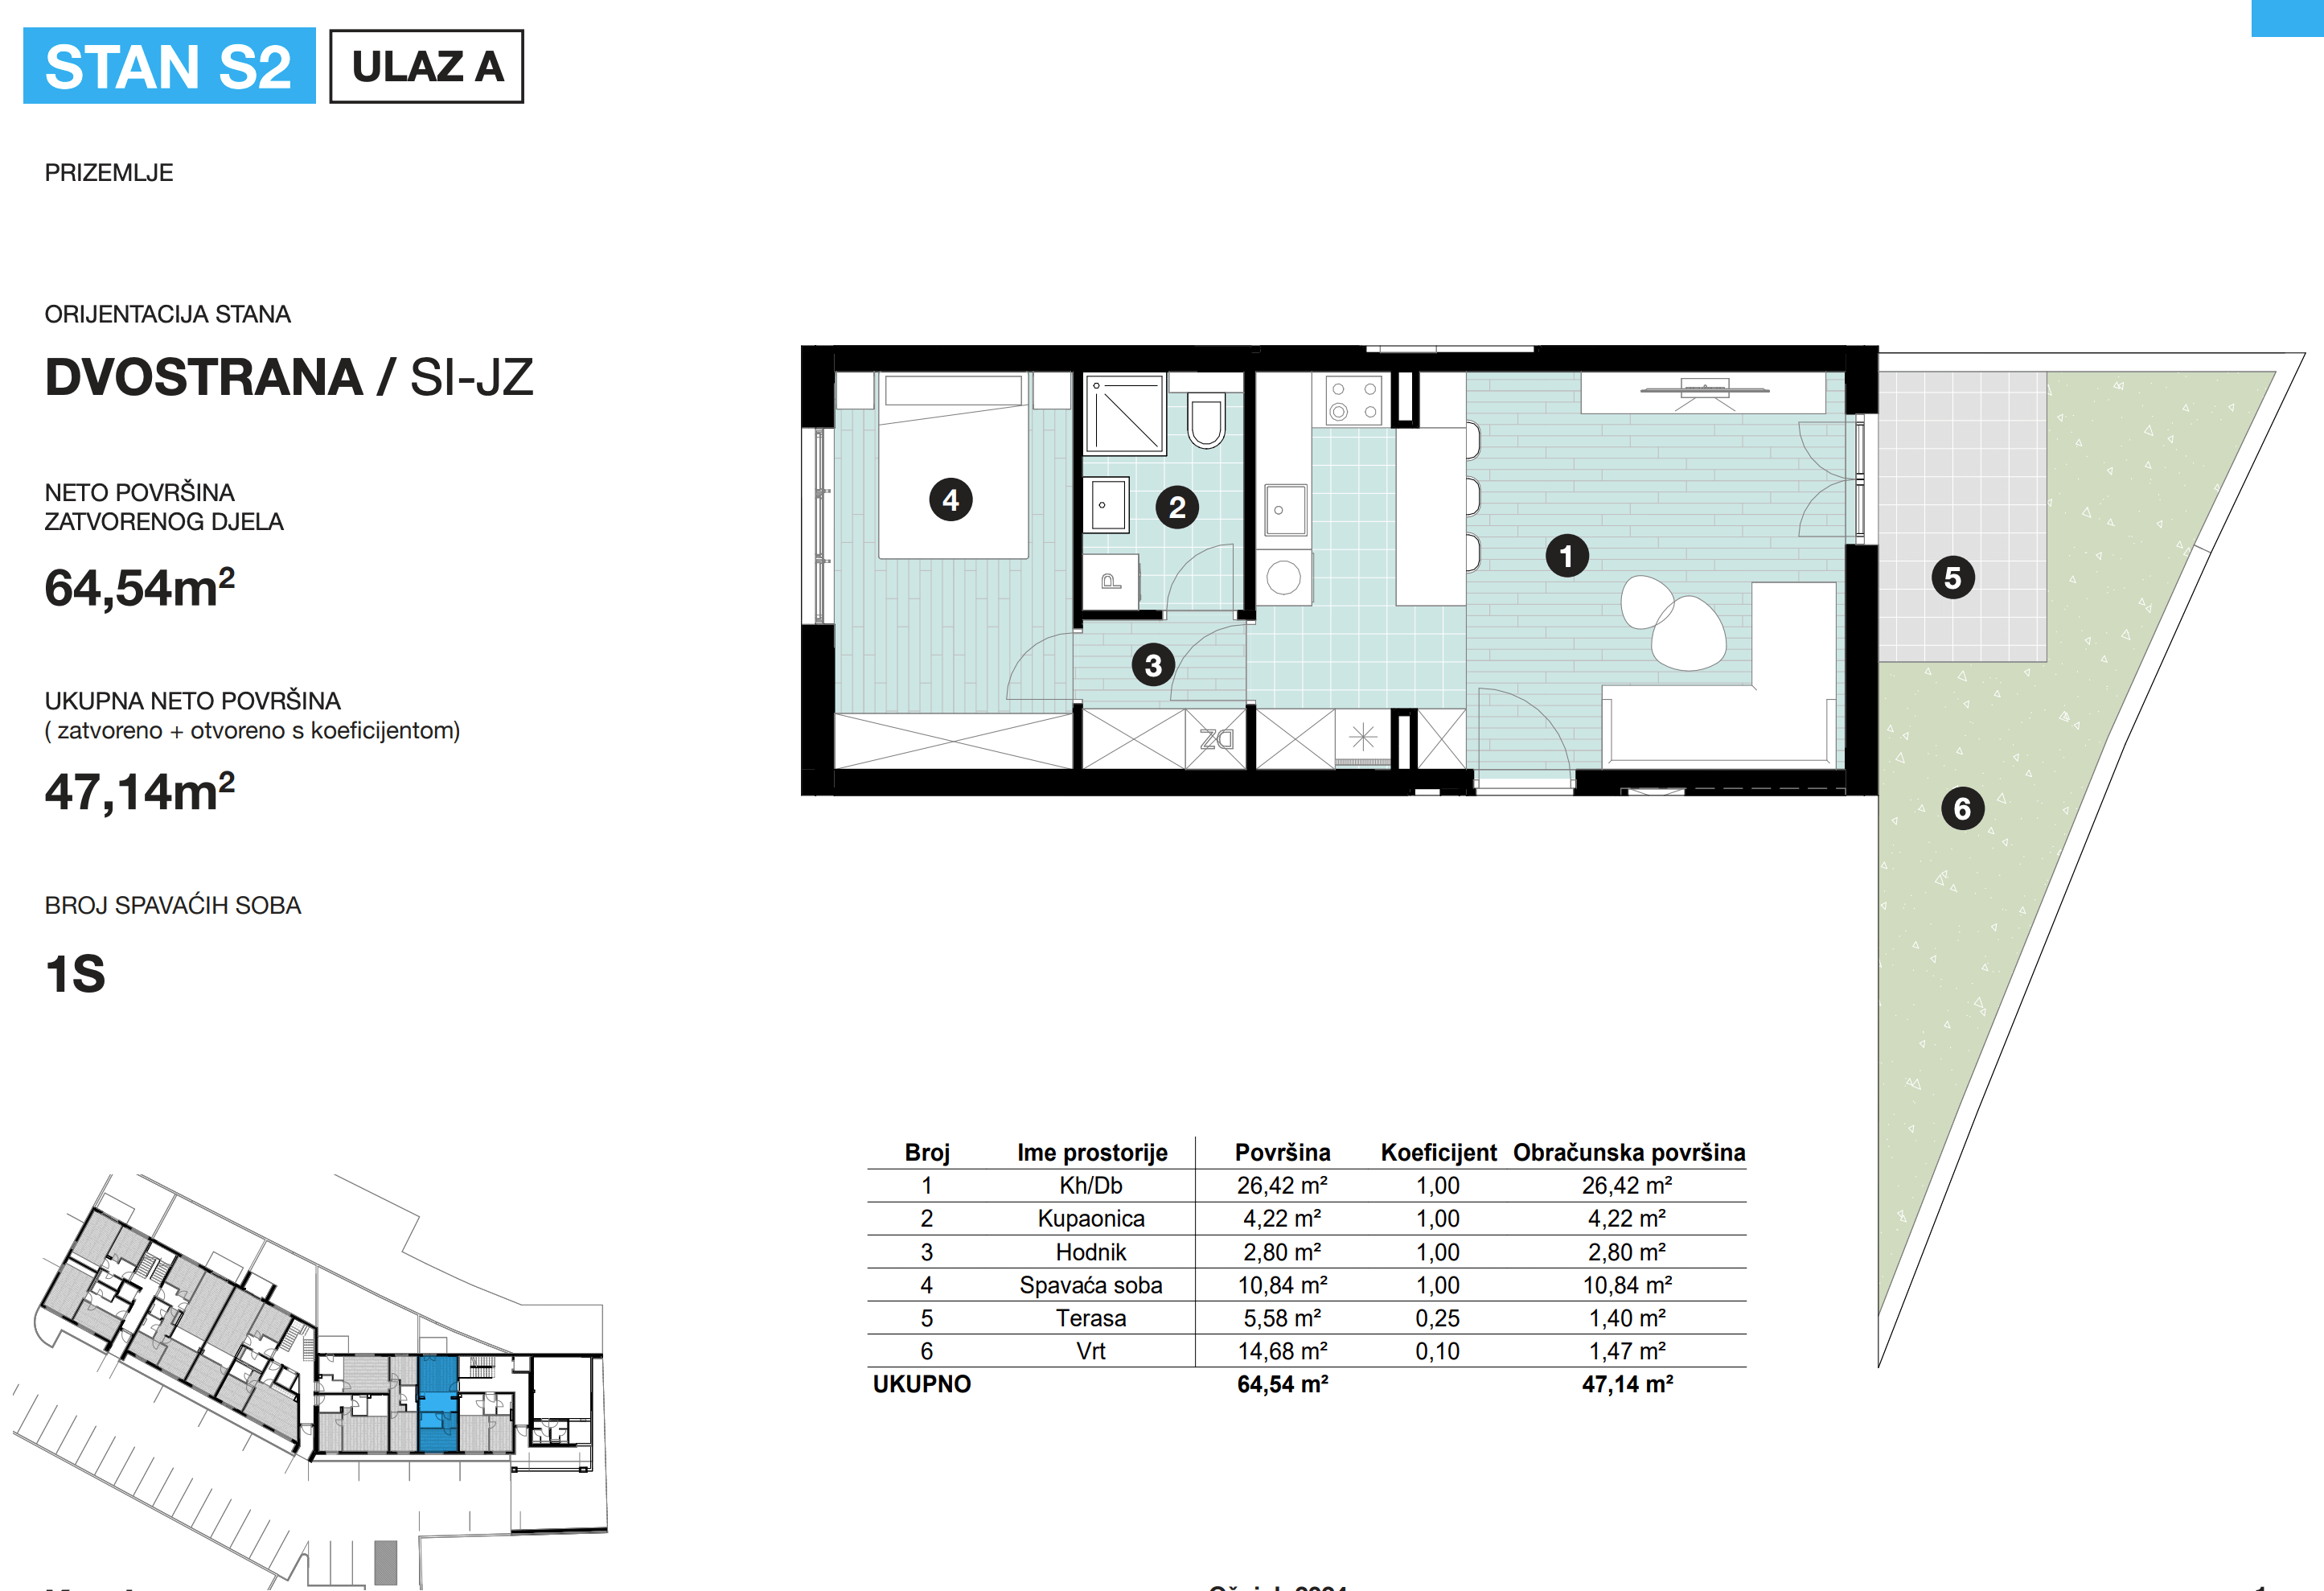 STAN S2
ULAZ A
PRIZEMLJE
ORIJENTACIJA STANA
DVOSTRANA / SI-JZ
NETO POVRŠINA
ZATVORENOG DJELA
64,54m²
UKUPNA NETO POVRŠINA
( zatvoreno + otvoreno s koeficijentom)
47,14m²
BROJ SPAVAĆIH SOBA
1S
4
2
P
3
DZ
1
5
6
Broj Ime prostorije Površina Koeficijent Obračunska površina
1 Kh/Db 26,42 m² 1,00 26,42 m²
2 Kupaonica 4,22 m² 1,00 4,22 m²
3 Hodnik 2,80 m² 1,00 2,80 m²
4 Spavaća soba 10,84 m² 1,00 10,84 m²
5 Terasa 5,58 m² 0,25 1,40 m²
6 Vrt 14,68 m² 0,10 1,47 m²
UKUPNO 64,54 m² 47,14 m²